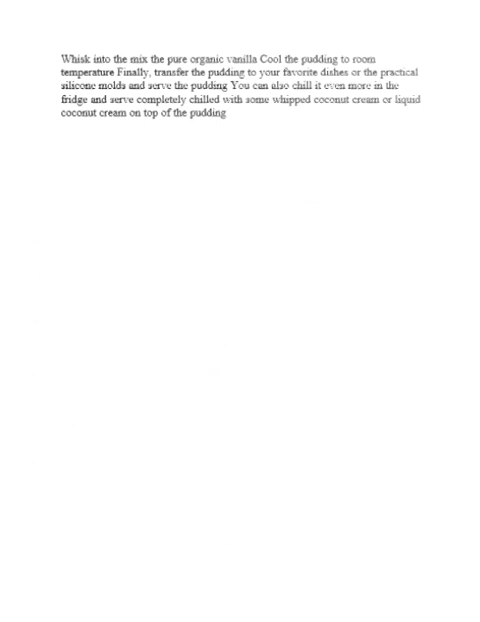 Whisk into the mix the pure organic vanilla Cool the pudding to room
temperature Finally, transfer the pudding to your favorite dishes or the practical
silicone molds and serve the pudding You can also chill it even more in the
fridge and serve completely chilled with some whipped coconut cream or liquid
coconut cream on top of the pudding